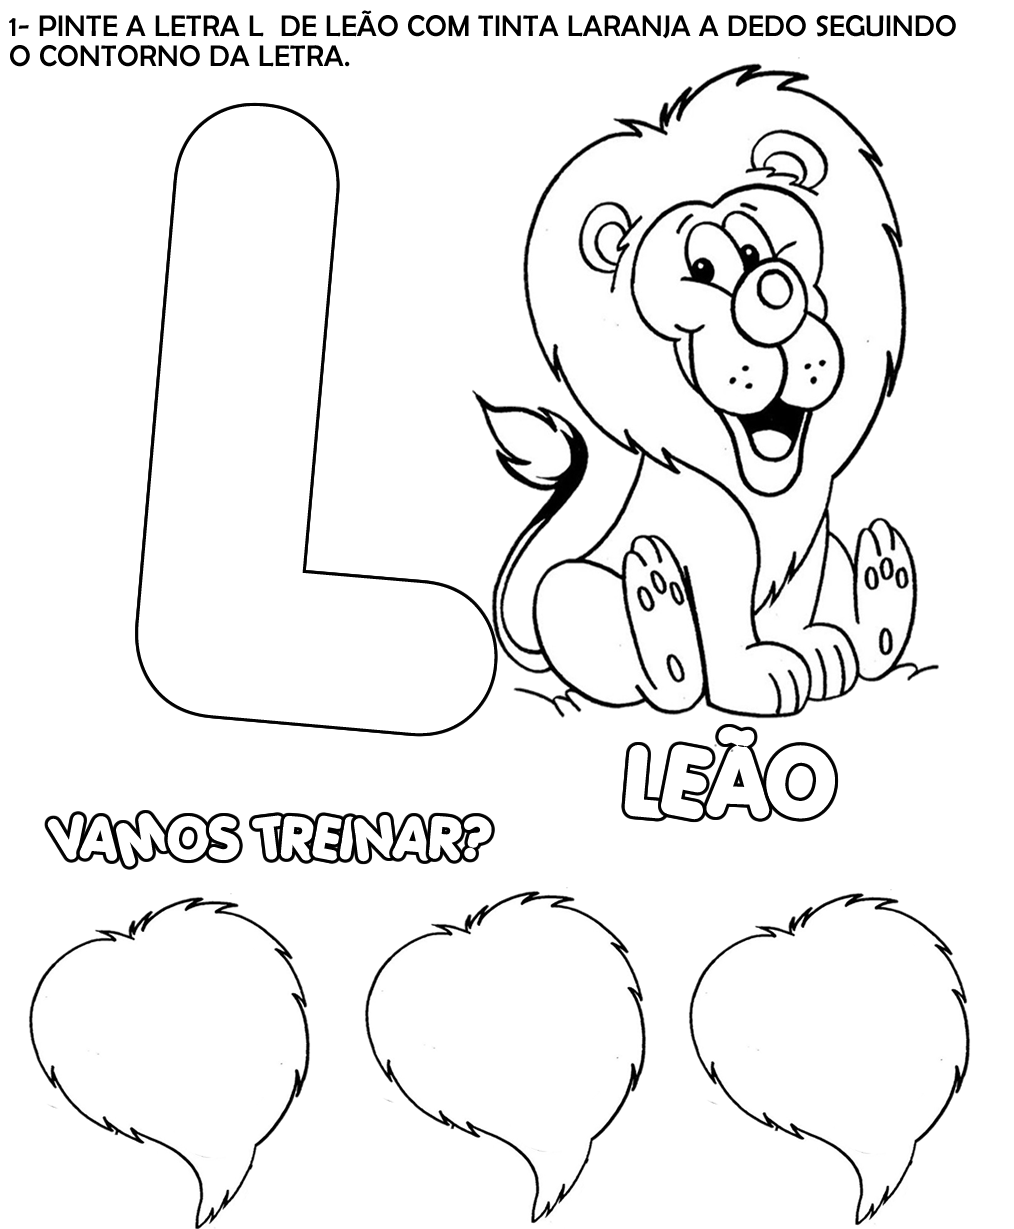 1- PINTE A LETRA L DE LEÃO COM TINTA LARANJA A DEDO SEGUINDO
O CONTORNO DA LETRA.
L
LEÃO
VAMOS TREINAR?